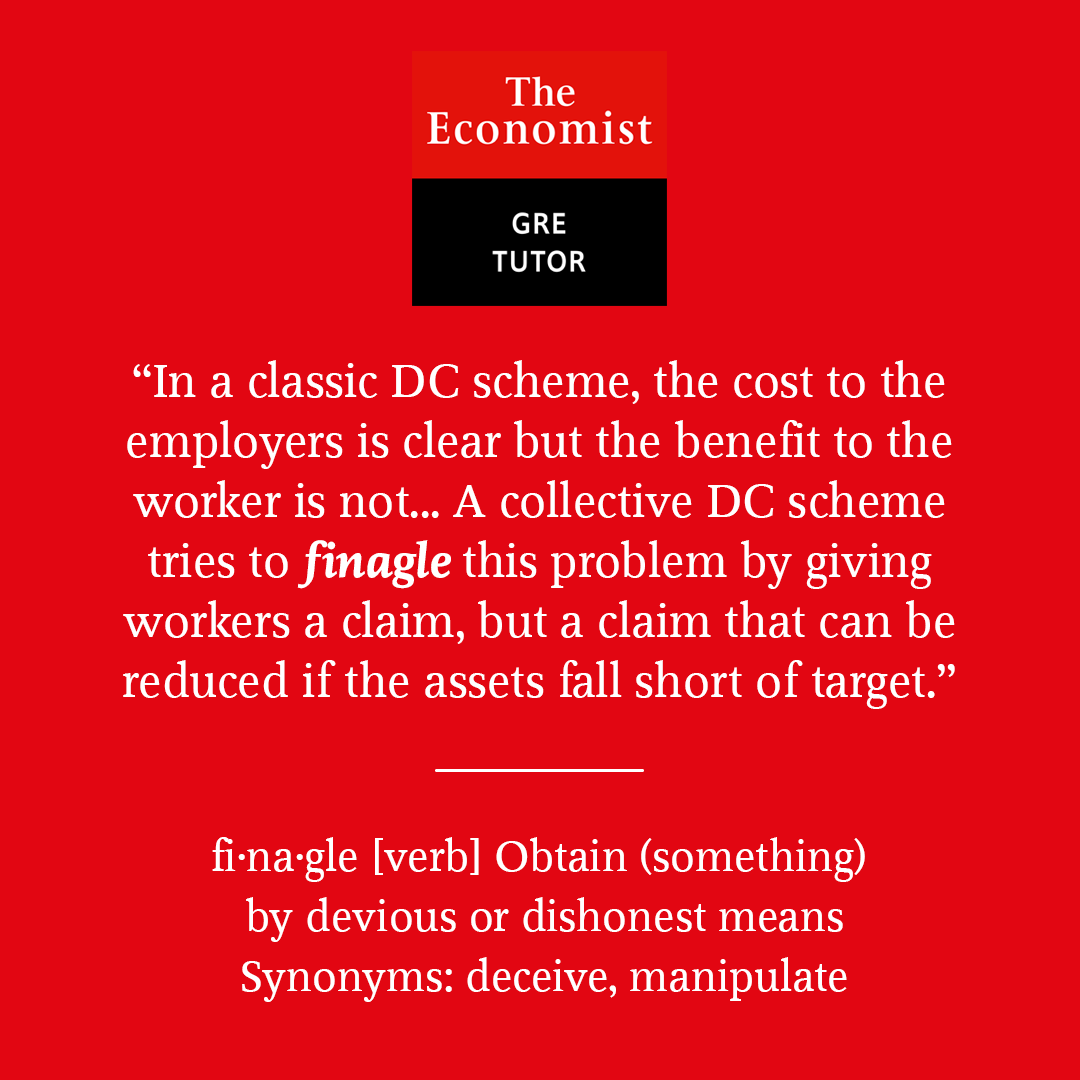 The
Economist
GRE
TUTOR
“In a classic DC scheme, the cost to the
employers is clear but the benefit to the
worker is not... A collective DC scheme
tries to finagle this problem by giving
workers a claim, but a claim that can be
reduced if the assets fall short of target.”
fi·na·gle [verb] Obtain (something)
by devious or dishonest means
Synonyms: deceive, manipulate